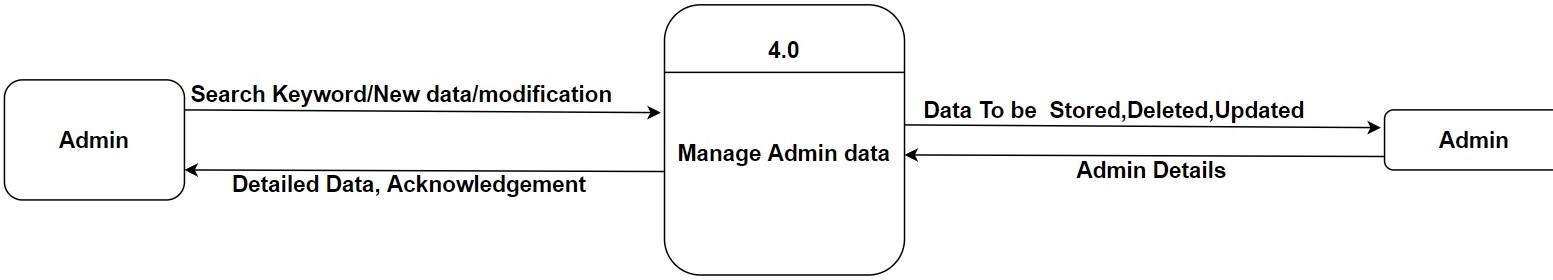 4.0
Search Keyword/New data/modification
Admin
Detailed Data, Acknowledgement
Manage Admin data
Data To be  Stored,Deleted,Updated
Admin Details
Admin